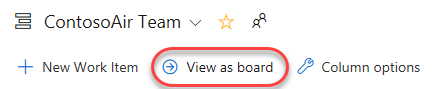 ContosoAir Team
New Work Item View as board Column options